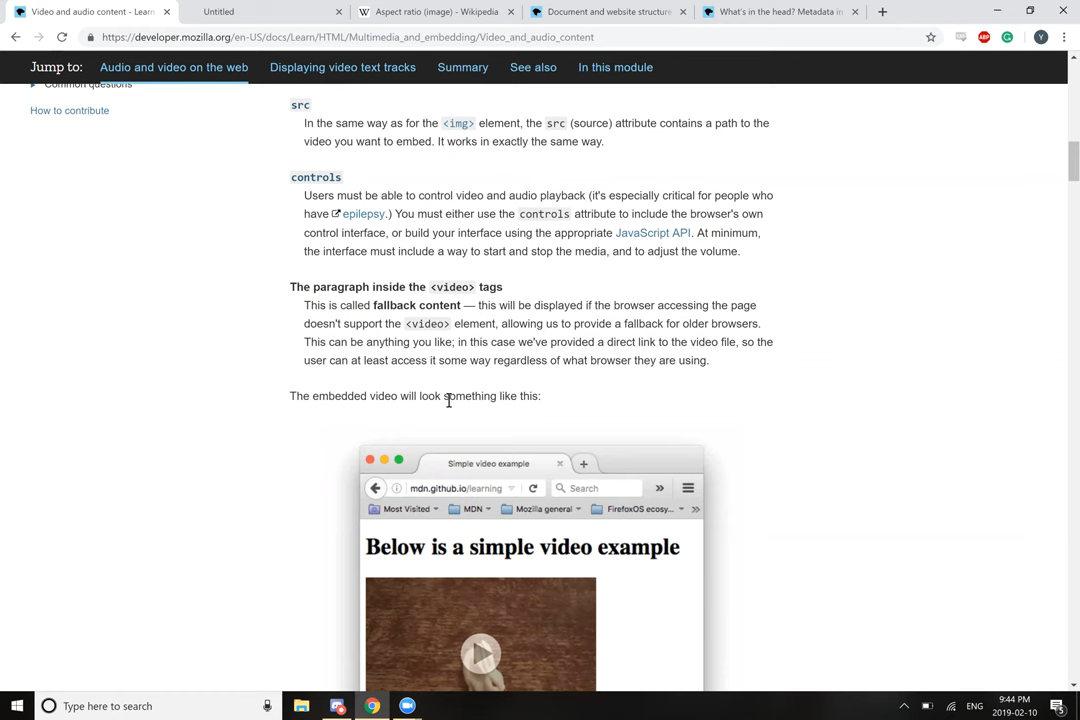 Video and audio content - Learn
Untitled
Aspect ratio (image) - Wikipedia
Document and website structure
What's in the head? Metadata in
https://developer.mozilla.org/en-US/docs/Learn/HTML/Multimedia_and_embedding/Video_and_audio_content
ABP
Y
Jump to: Audio and video on the web Displaying video text tracks Summary See also In this module
Common questions
How to contribute
src
In the same way as for the <img> element, the src (source) attribute contains a path to the
video you want to embed. It works in exactly the same way.
controls
Users must be able to control video and audio playback (it's especially critical for people who
have epilepsy.) You must either use the controls attribute to include the browser's own
control interface, or build your interface using the appropriate JavaScript API. At minimum,
the interface must include a way to start and stop the media, and to adjust the volume.
The paragraph inside the <video> tags
This is called fallback content — this will be displayed if the browser accessing the page
doesn't support the <video> element, allowing us to provide a fallback for older browsers.
This can be anything you like; in this case we've provided a direct link to the video file, so the
user can at least access it some way regardless of what browser they are using.
The embedded video will look something like this:
Simple video example
mdn.github.io/learning
Search
Most Visited MDN Mozilla general FirefoxOS ecosy...
Below is a simple video example
Type here to search
ENG
9:44 PM
2019-02-10
5